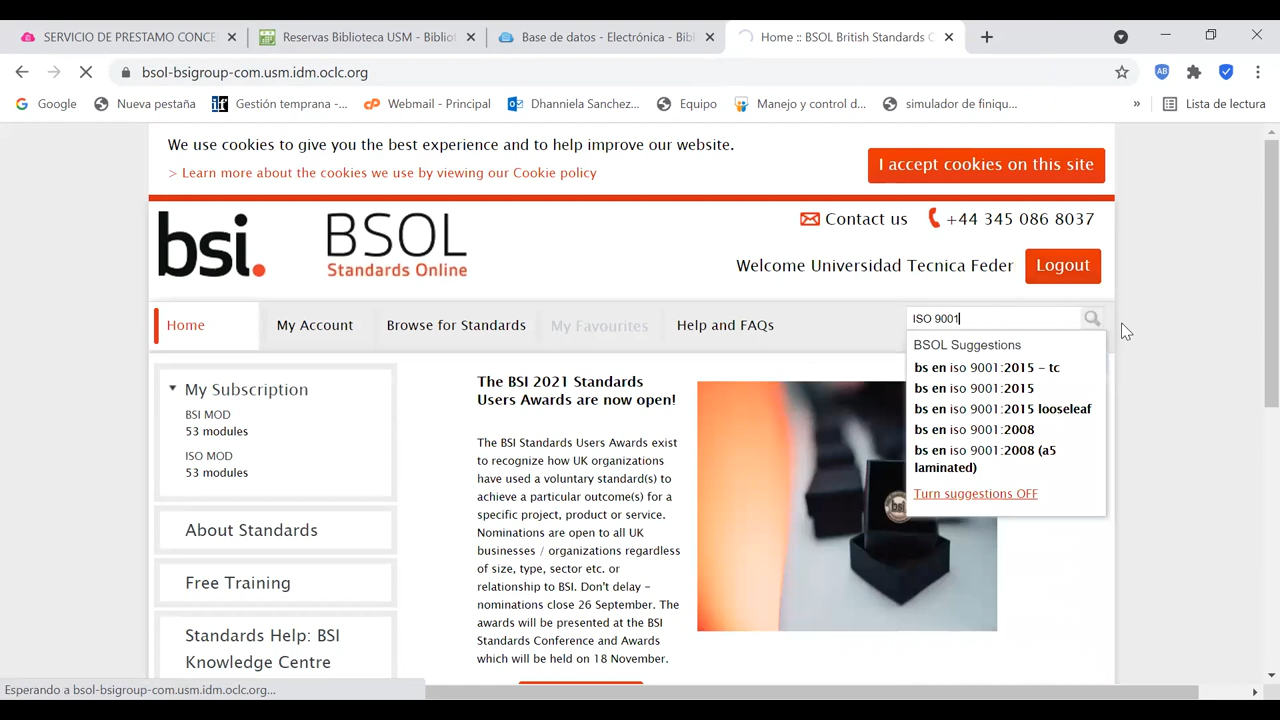 SERVICIO DE PRESTAMO CONCE
Reservas Biblioteca USM - Bibliot
Base de datos - Electrónica - Bibl
Home :: BSOL British Standards O
bsol-bsigroup-com.usm.idm.oclc.org
AB
Google
Nueva pestaña
Gestión temprana -...
Webmail - Principal
Dhanniela Sanchez...
Equipo
Manejo y control d...
simulador de finiqu...
»
Lista de lectura
We use cookies to give you the best experience and to help improve our website.
> Learn more about the cookies we use by viewing our Cookie policy
I accept cookies on this site
bsi.
BSOL
Standards Online
Contact us
+44 345 086 8037
Welcome Universidad Tecnica Feder
Logout
Home
My Account
Browse for Standards
My Favourites
Help and FAQs
ISO 9001
BSOL Suggestions
bs en iso 9001:2015 - tc
bs en iso 9001:2015
bs en iso 9001:2015 looseleaf
bs en iso 9001:2008
bs en iso 9001:2008 (a5
laminated)
Turn suggestions OFF
My Subscription
BSI MOD
53 modules
ISO MOD
53 modules
About Standards
Free Training
Standards Help: BSI
Knowledge Centre
The BSI 2021 Standards
Users Awards are now open!
The BSI Standards Users Awards exist
to recognize how UK organizations
have used a voluntary standard(s) to
achieve a particular outcome(s) for a
specific project, product or service.
Nominations are open to all UK
businesses / organizations regardless
of size, type, sector etc. or
relationship to BSI. Don't delay -
nominations close 26 September. The
awards will be presented at the BSI
Standards Conference and Awards
which will be held on 18 November.
bsi
Esperando a bsol-bsigroup-com.usm.idm.oclc.org...